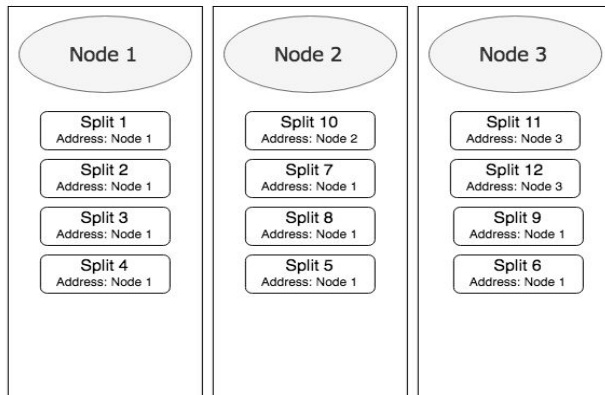 Node 1
Split 1
Address: Node 1
Split 2
Address: Node 1
Split 3
Address: Node 1
Split 4
Address: Node 1
Node 2
Split 10
Address: Node 2
Split 7
Address: Node 1
Split 8
Address: Node 1
Split 5
Address: Node 1
Node 3
Split 11
Address: Node 3
Split 12
Address: Node 3
Split 9
Address: Node 1
Split 6
Address: Node 1